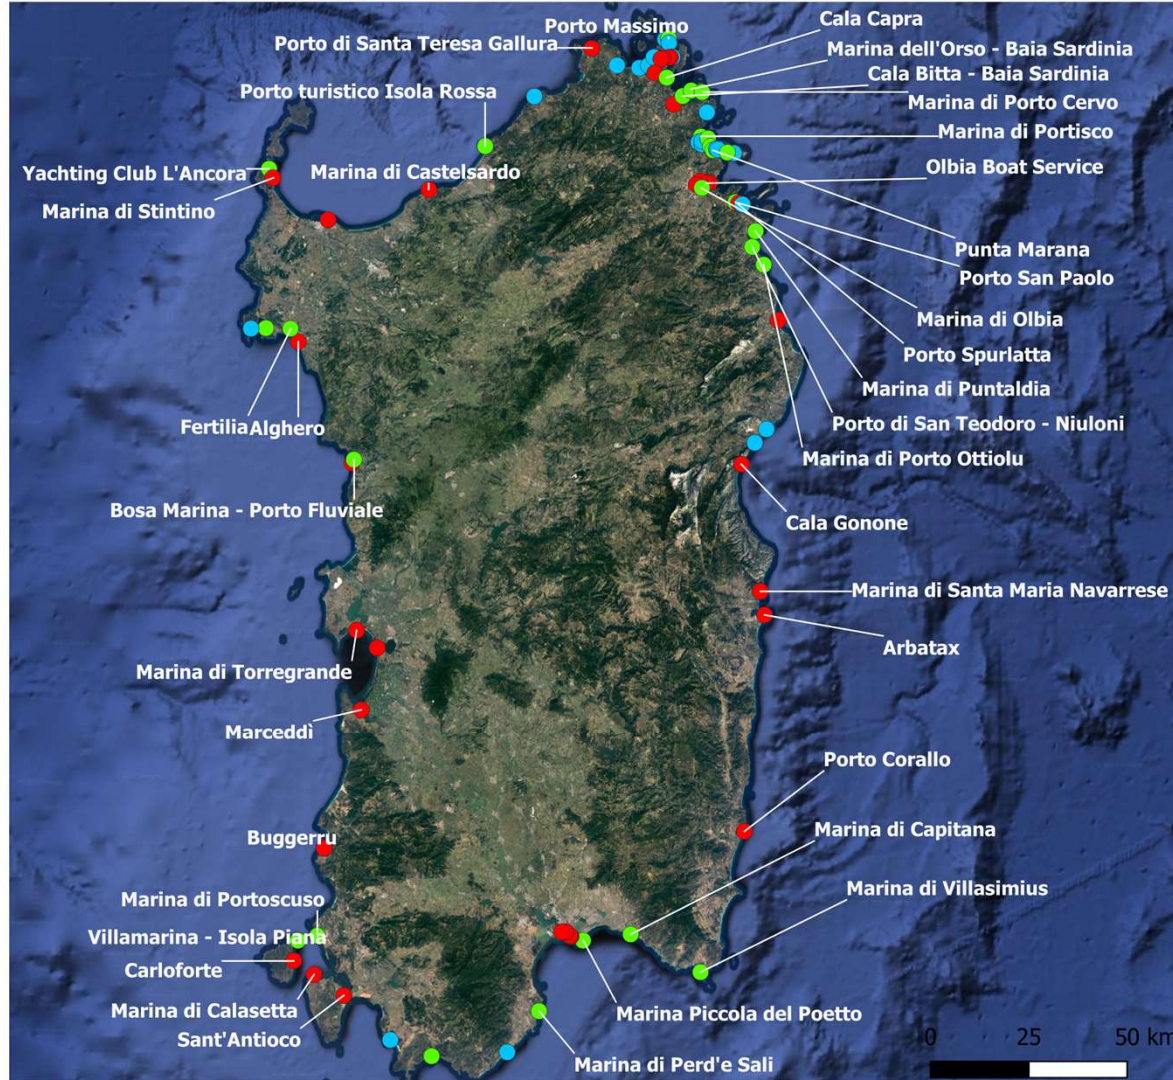 Porto Massimo
Cala Capra
Porto di Santa Teresa Gallura
Marina dell'Orso - Baia Sardinia
Cala Bitta - Baia Sardinia
Porto turistico Isola Rossa
Marina di Porto Cervo
Marina di Portisco
Yachting Club L'Ancora
Marina di Castelsardo
Olbia Boat Service
Marina di Stintino
Punta Marana
Porto San Paolo
Marina di Olbia
Porto Spurlatta
Marina di Puntaldia
Porto di San Teodoro - Niuloni
Fertilia
Alghero
Marina di Porto Ottiolu
Bosa Marina - Porto Fluviale
Cala Gonone
Marina di Santa Maria Navarrese
Arbatax
Marina di Torregrande
Marceddì
Porto Corallo
Marina di Capitana
Buggerru
Marina di Villasimius
Marina di Portoscuso
Villamarina - Isola Piana
Carloforte
Marina di Calasetta
Marina Piccola del Poetto
Sant'Antioco
Marina di Perd'e Sali
0 25 50 km